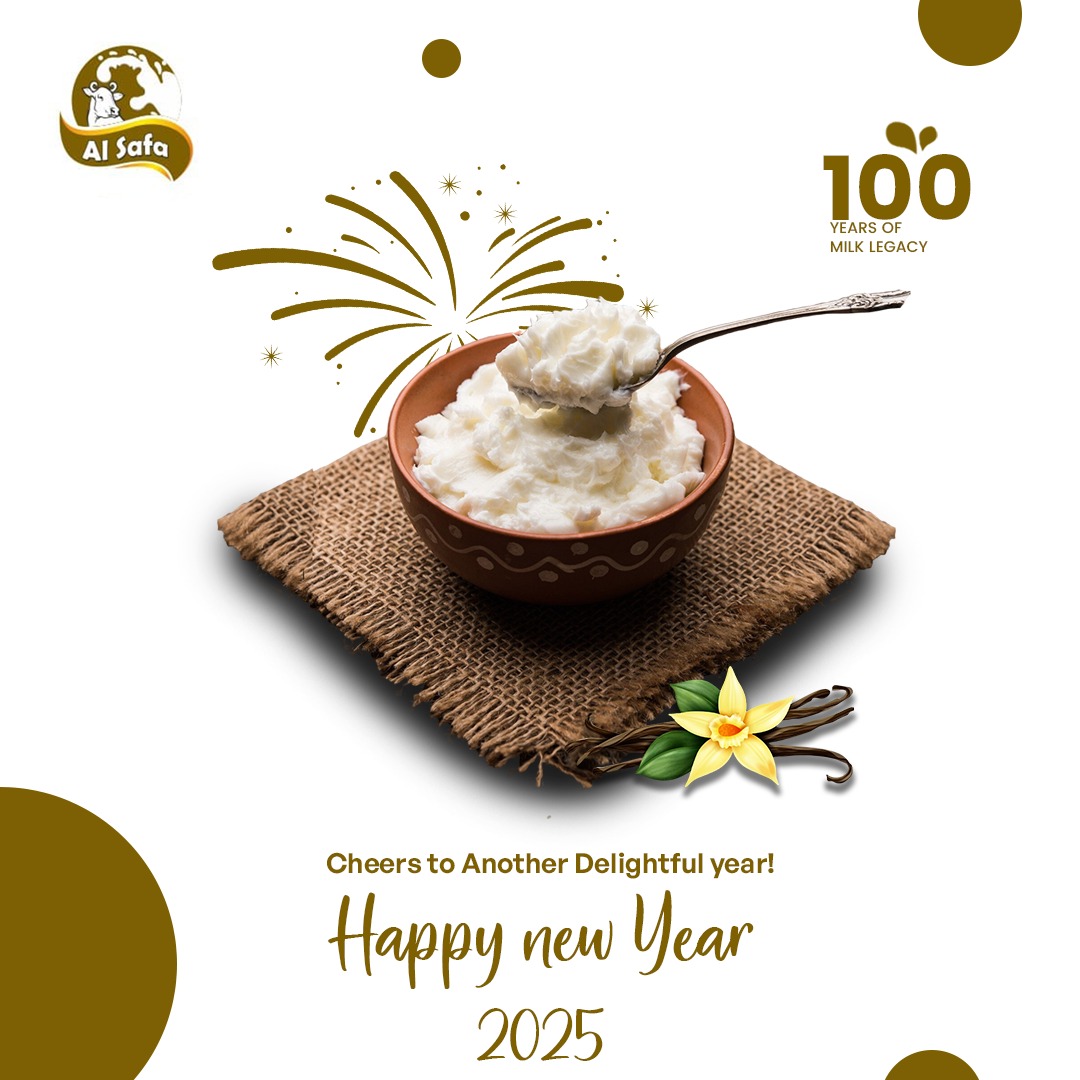 Al Safa
100
YEARS OF
MILK LEGACY
Cheers to Another Delightful year!
Happy new Year
2025